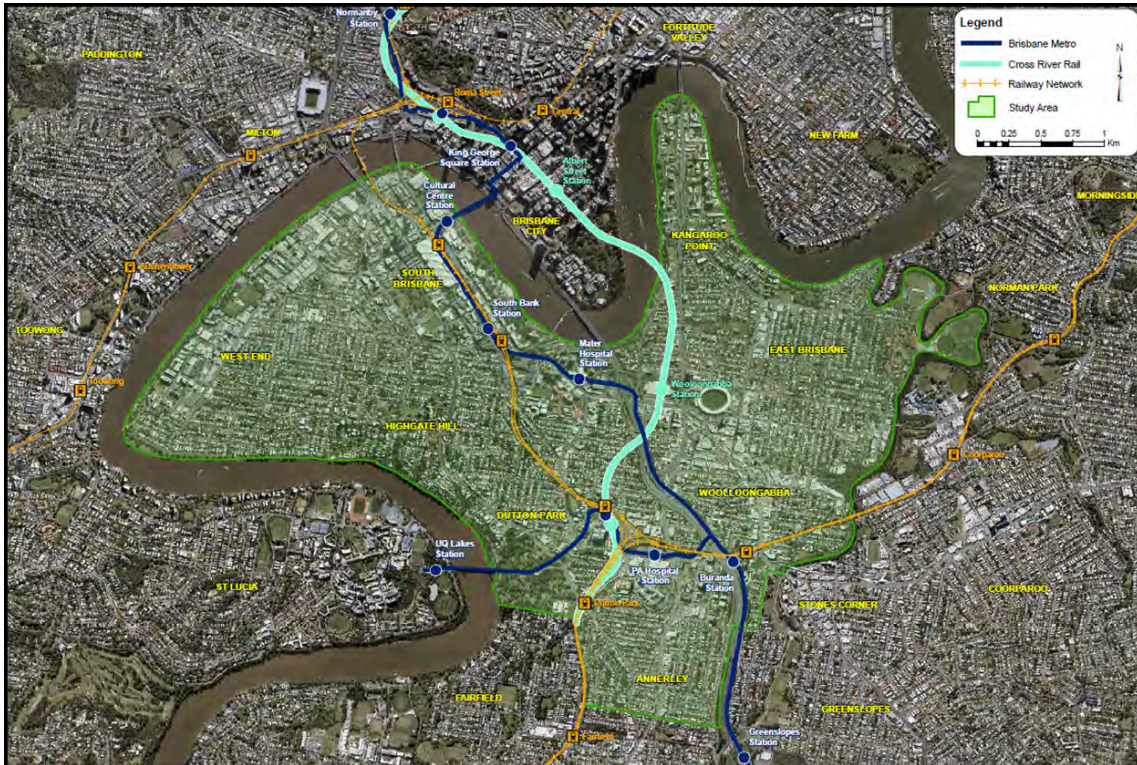 Legend
Brisbane Metro
Cross River Rail
Railway Network
Study Area
0 0.25 0.5 0.75 1
Km
N
Normanby
Station
FORTITUDE
VALLEY
PADDINGTON
Roma Street
Central
MILTON
NEW FARM
King George
Square Station
Albert
Street
Station
Cultural
Centre
Station
MORNINGSIDE
BRISBANE
CITY
KANGAROO
POINT
Auchenflower
SOUTH
BRISBANE
NORMAN PARK
TOOWONG
South Bank
Station
Mater
Hospital
Station
EAST BRISBANE
WEST END
Toowong
Wooloongabba
Station
HIGHGATE HILL
Coorparoo
WOOLLOONGABBA
DUTTON PARK
UQ Lakes
Station
PA Hospital
Station
Buranda
Station
ST LUCIA
COORPAROO
Dutton Park
STONES CORNER
ANNERLEY
FAIRFIELD
GREENSLOPES
Fairfield
Greenslopes
Station